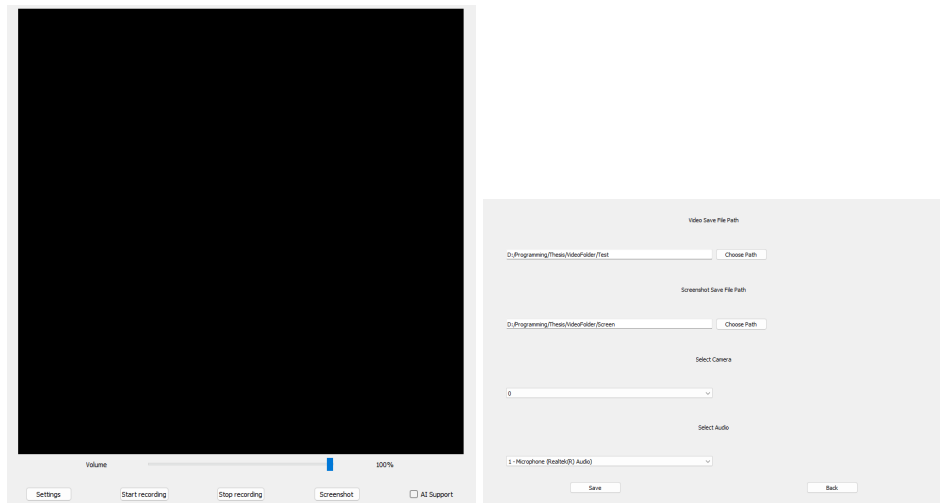 Volume 100%
Settings Start recording Stop recording Screenshot AI Support
Video Save File Path
D:/Programming/Thesis/VideoFolder/Test Choose Path
Screenshot Save File Path
D:/Programming/Thesis/VideoFolder/Screen Choose Path
Select Camera
0
Select Audio
1 - Microphone (Realtek(R) Audio)
Save Back